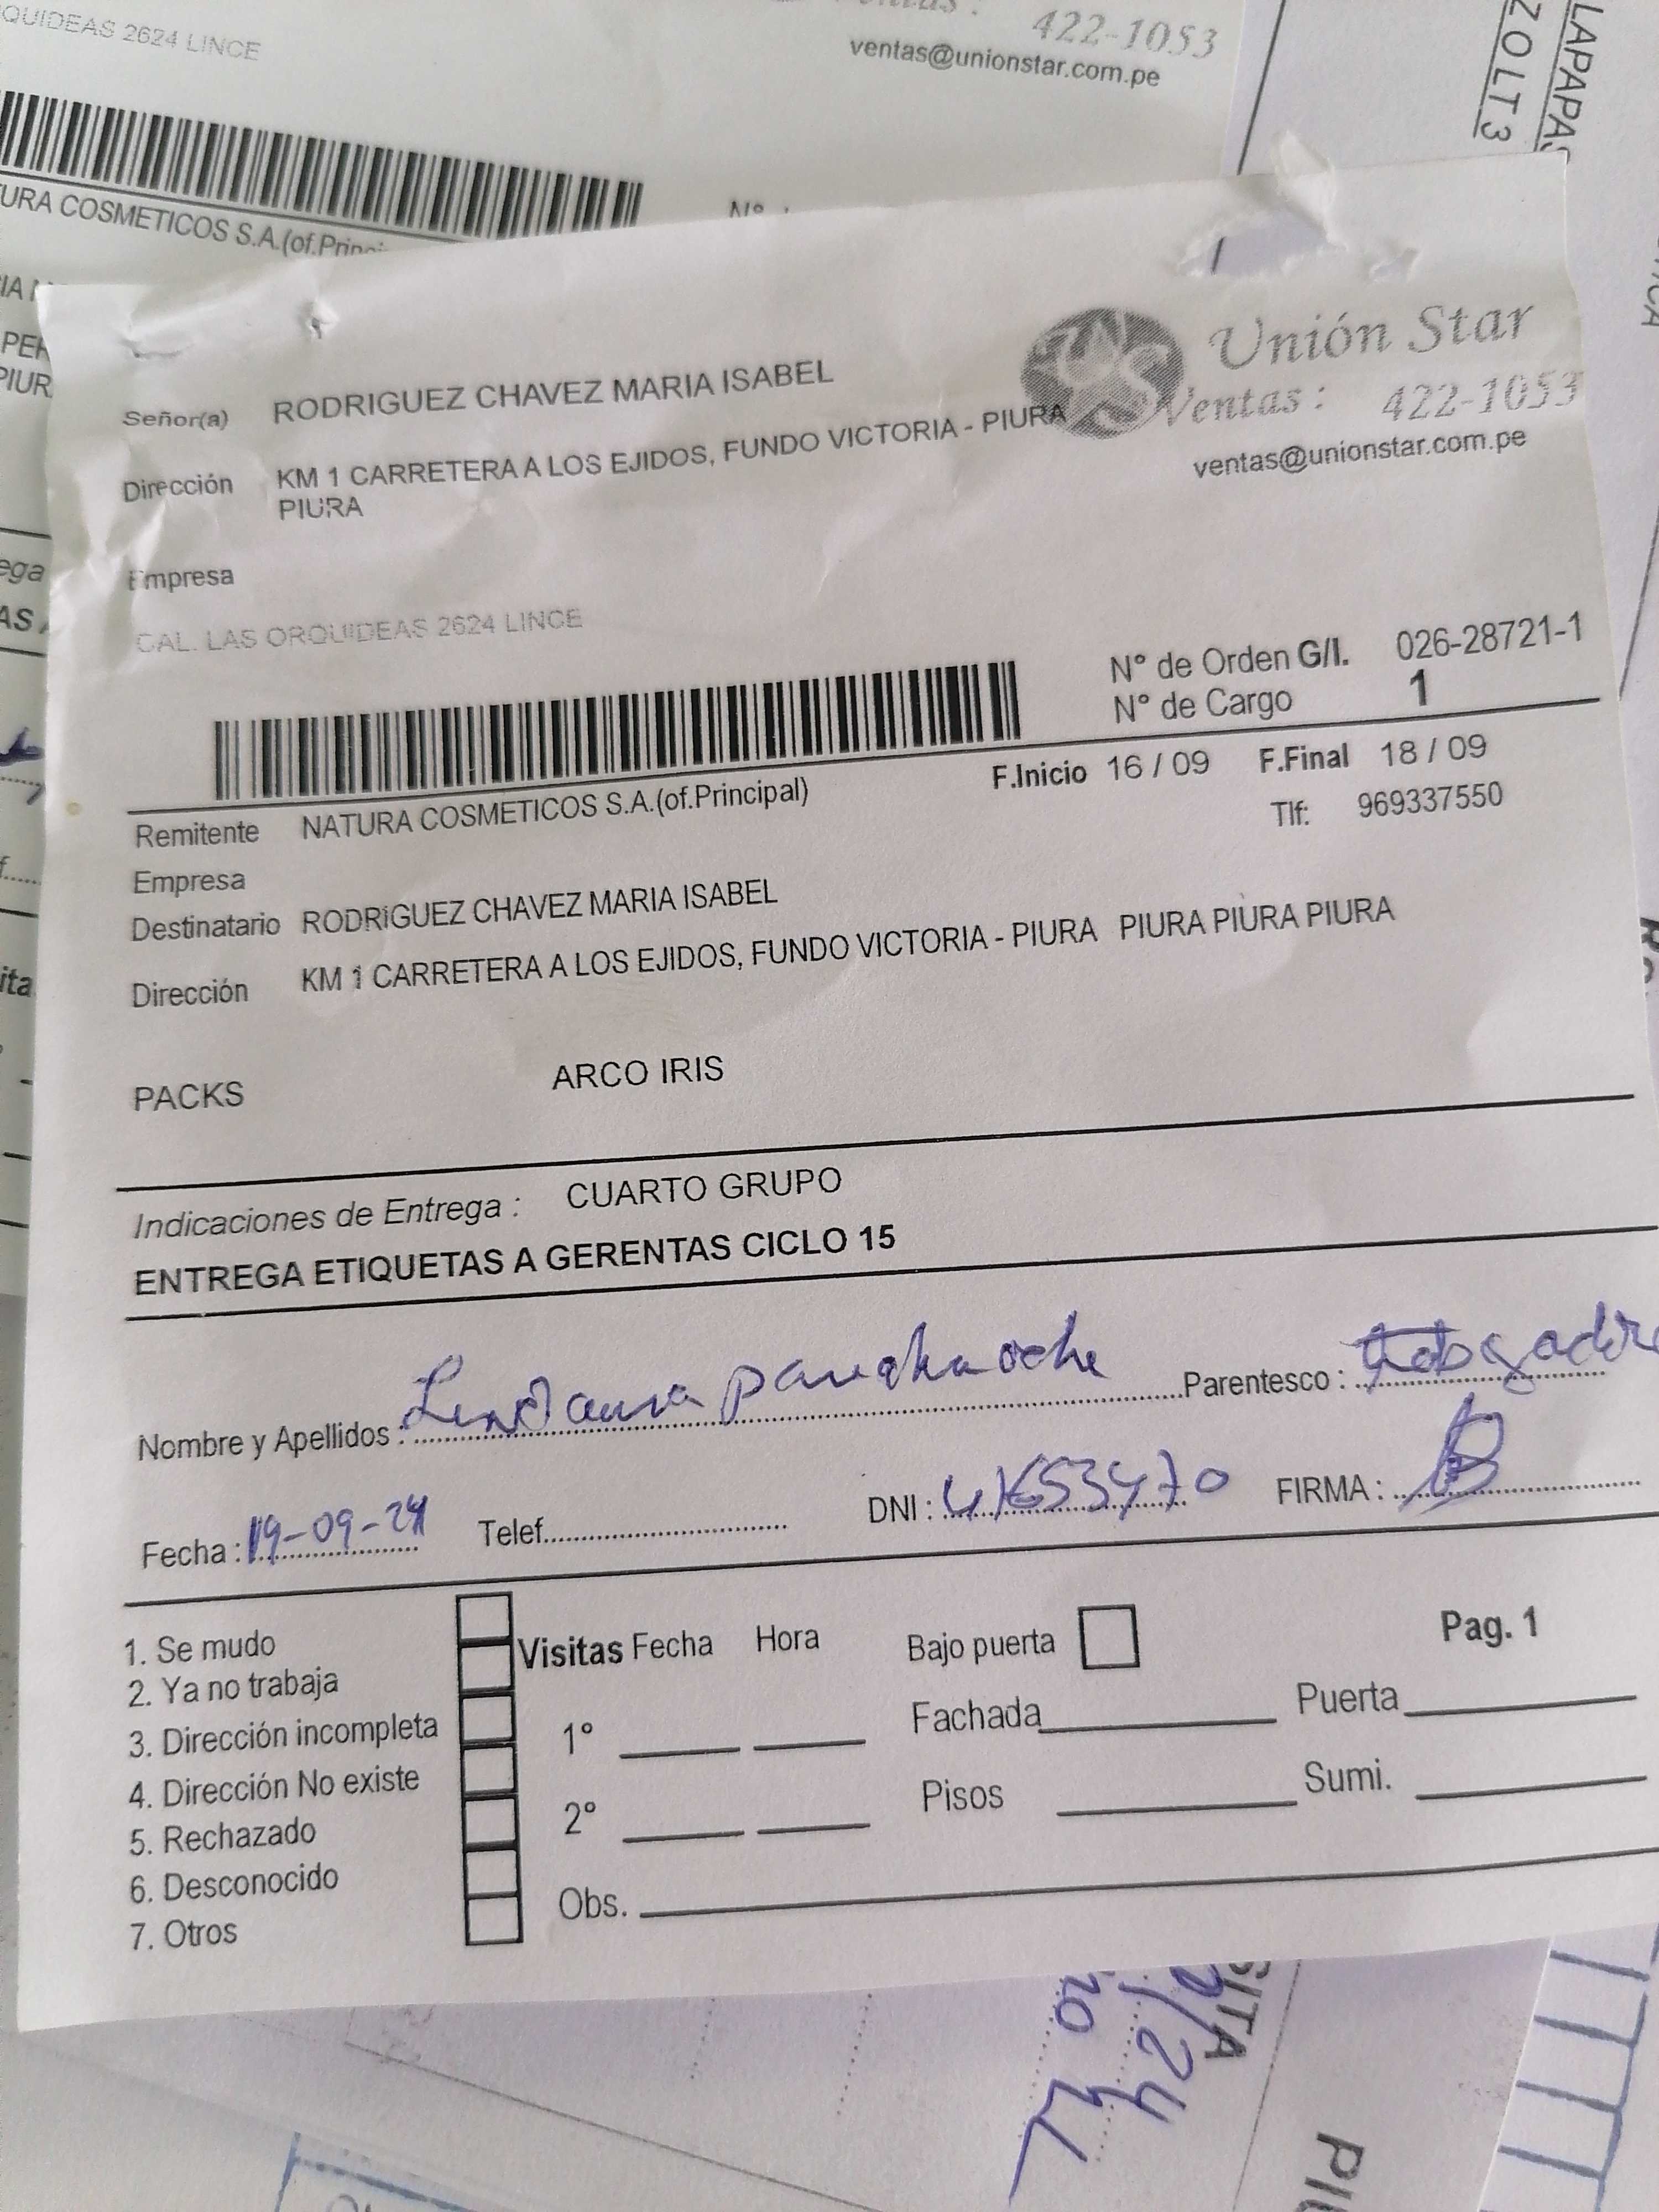 QUIDEAS 2624 LINCE
422-1053
ventas@unionstar.com.pe
LAPAPA
ZOLT 3
URA COSMETICOS S.A.(of.Princi
Nº
Unión Star
Ventas : 422-1053
ventas@unionstar.com.pe
Señor(a) RODRIGUEZ CHAVEZ MARIA ISABEL
Dirección KM 1 CARRETERA A LOS EJIDOS, FUNDO VICTORIA - PIURA
PIURA
Empresa
CAL. LAS ORQUIDEAS 2624 LINCE
N° de Orden G/I. 026-28721-1
N° de Cargo 1
F.Inicio 16 / 09 F.Final 18 / 09
Remitente NATURA COSMETICOS S.A.(of.Principal) Tlf: 969337550
Empresa
Destinatario RODRIGUEZ CHAVEZ MARIA ISABEL
Dirección KM 1 CARRETERA A LOS EJIDOS, FUNDO VICTORIA - PIURA PIURA PIURA PIURA
PACKS ARCO IRIS
Indicaciones de Entrega : CUARTO GRUPO
ENTREGA ETIQUETAS A GERENTAS CICLO 15
Nombre y Apellidos : Parentesco :
Fecha : 19-09-24 Telef. DNI : FIRMA :
1. Se mudo
2. Ya no trabaja
3. Dirección incompleta
4. Dirección No existe
5. Rechazado
6. Desconocido
7. Otros
Visitas Fecha Hora
1°
2°
Obs.
Bajo puerta Pag. 1
Fachada Puerta
Pisos Sumi.